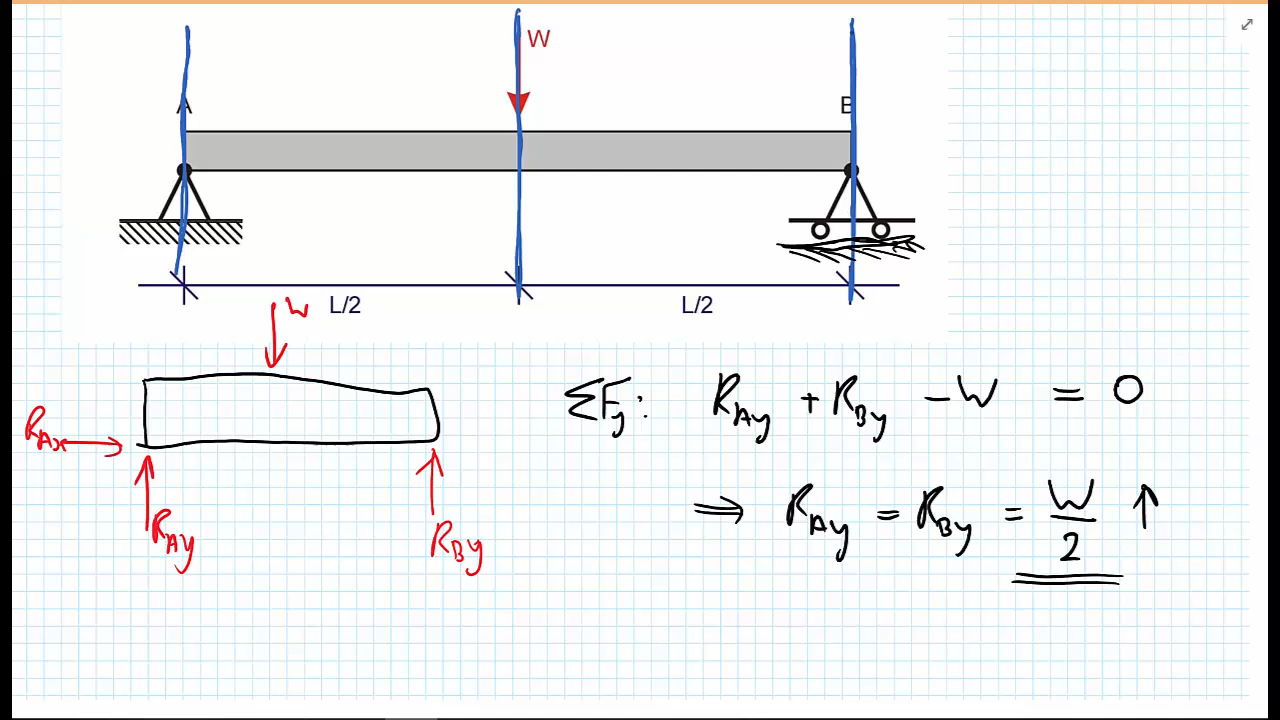 W
A
B
L/2
L/2
W
R_Ax
R_Ay
R_By
ΣF_y: R_Ay + R_By - W = 0
⇒ R_Ay = R_By = W/2 ↑